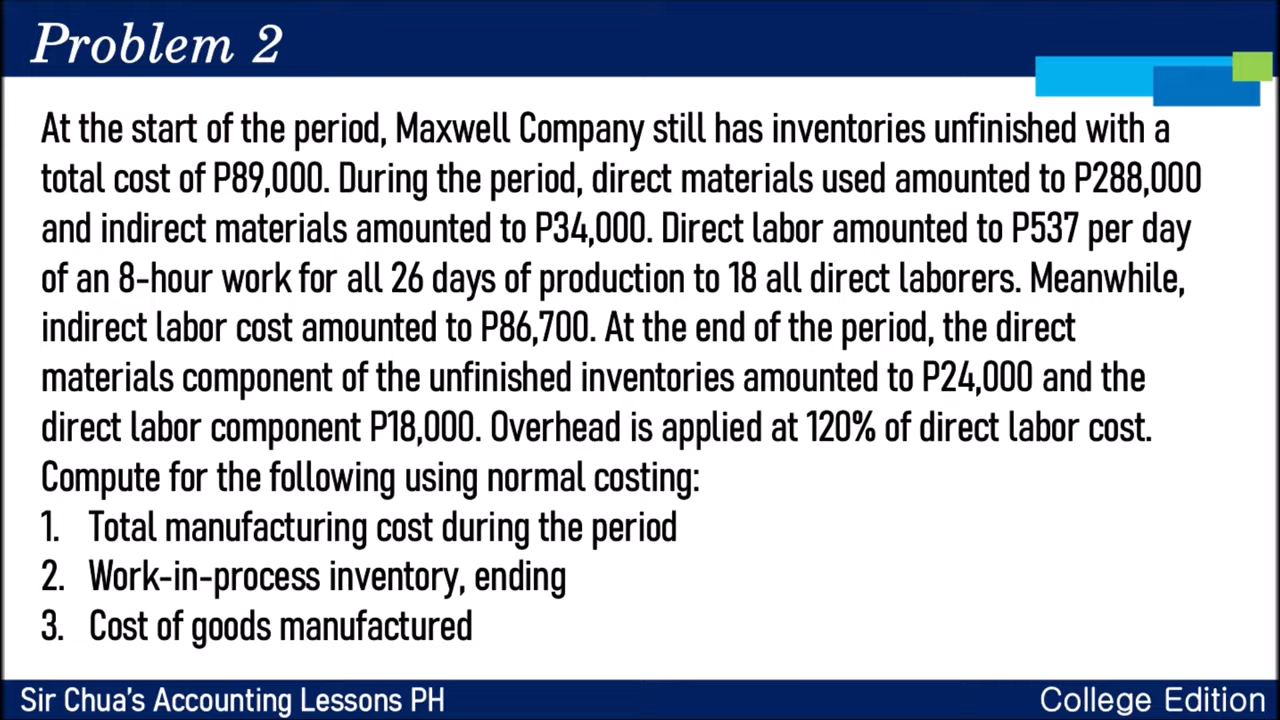 Problem 2
At the start of the period, Maxwell Company still has inventories unfinished with a
total cost of P89,000. During the period, direct materials used amounted to P288,000
and indirect materials amounted to P34,000. Direct labor amounted to P537 per day
of an 8-hour work for all 26 days of production to 18 all direct laborers. Meanwhile,
indirect labor cost amounted to P86,700. At the end of the period, the direct
materials component of the unfinished inventories amounted to P24,000 and the
direct labor component P18,000. Overhead is applied at 120% of direct labor cost.
Compute for the following using normal costing:
1. Total manufacturing cost during the period
2. Work-in-process inventory, ending
3. Cost of goods manufactured
Sir Chua's Accounting Lessons PH
College Edition